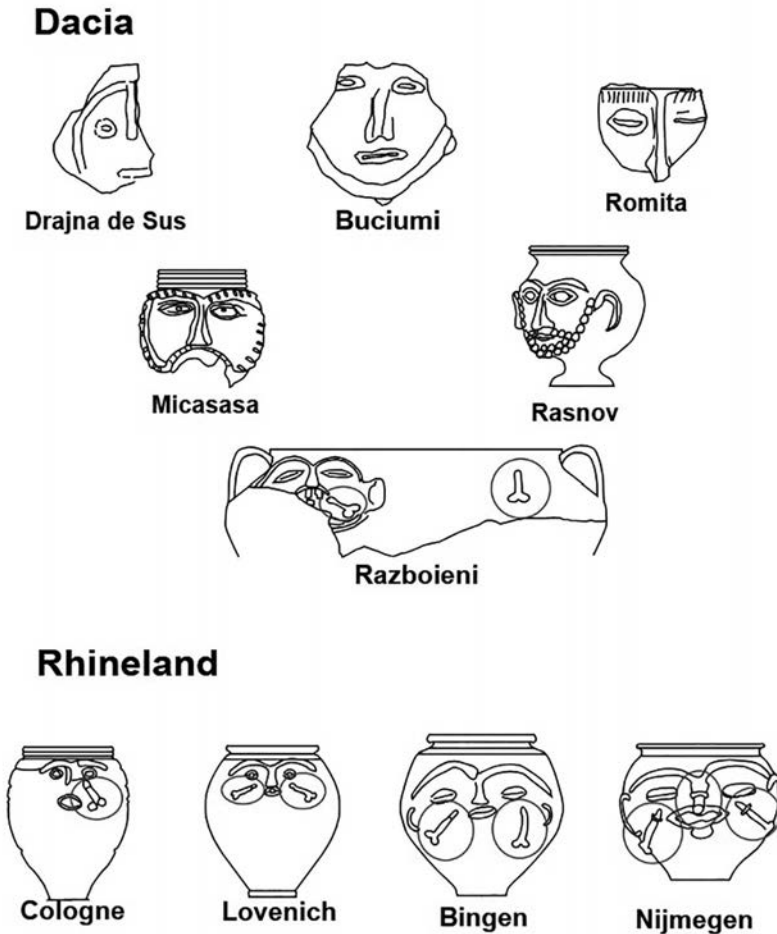 Dacia
Drajna de Sus
Buciumi
Romita
Micasasa
Rasnov
Razboieni
Rhineland
Cologne
Lovenich
Bingen
Nijmegen